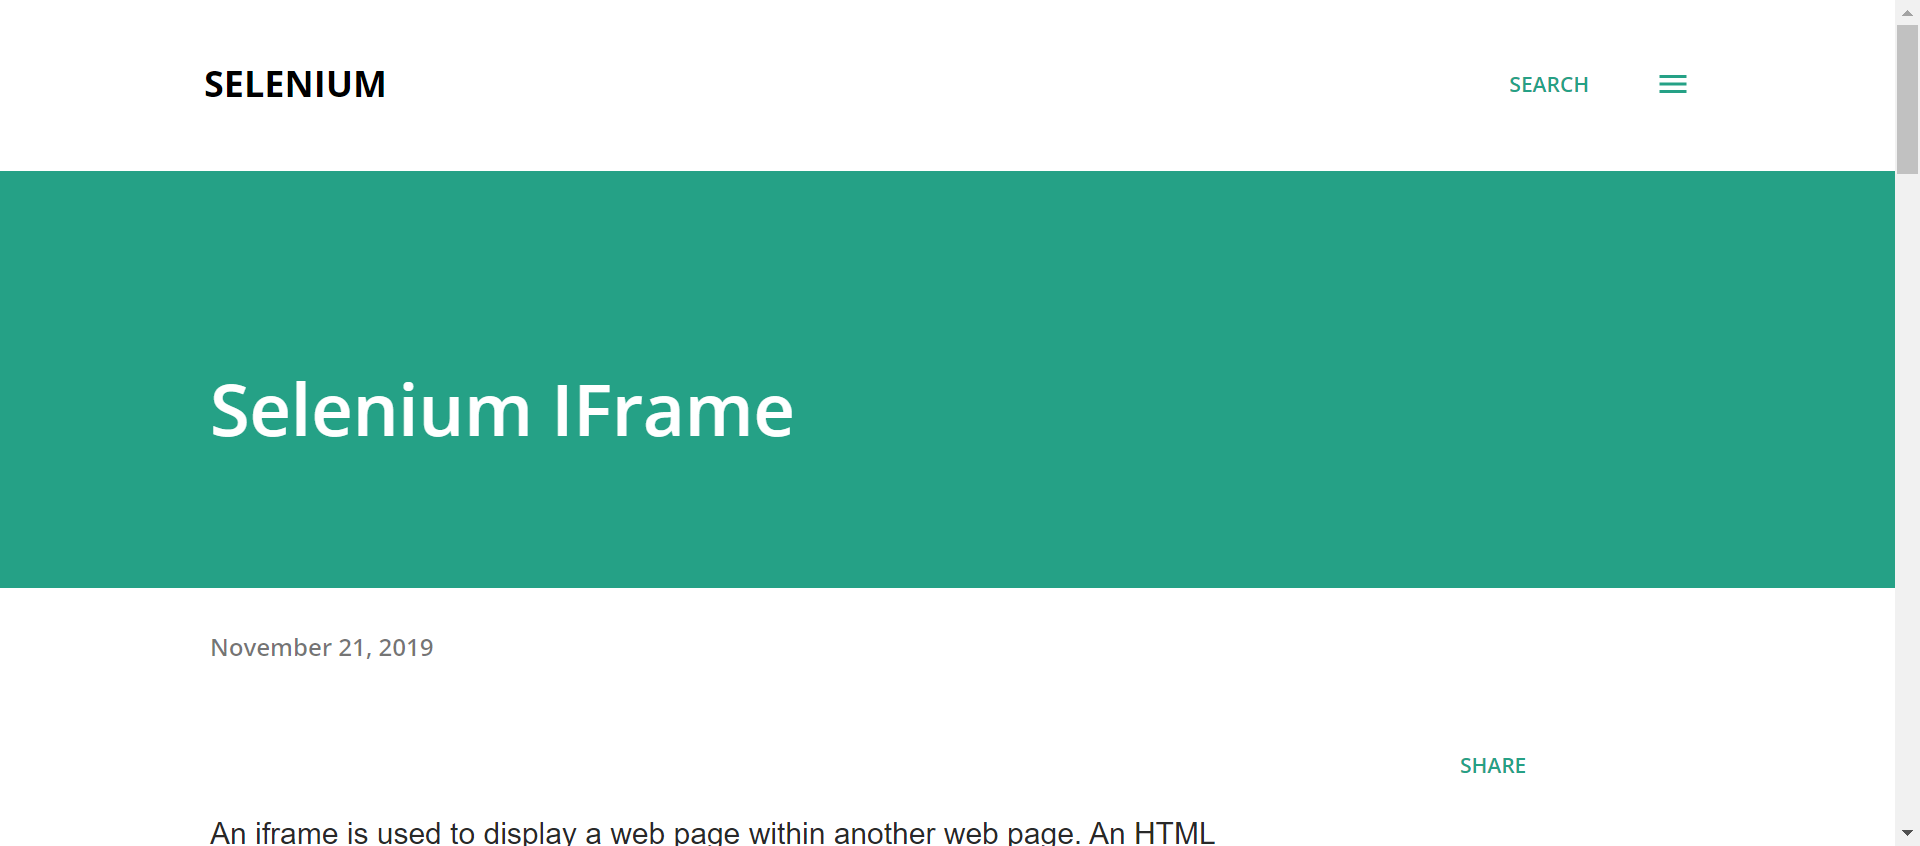 SELENIUM
SEARCH
Selenium IFrame
November 21, 2019
SHARE
An iframe is used to display a web page within another web page. An HTML